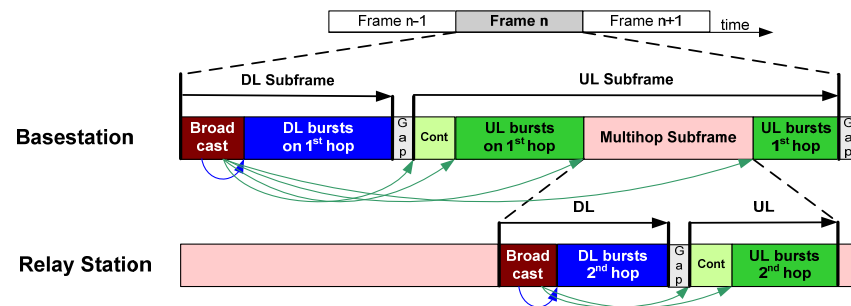 Frame n-1 Frame n Frame n+1 time
DL Subframe UL Subframe
Basestation
Broad
cast
DL bursts
on 1st hop
Gap
Cont
UL bursts
on 1st hop
Multihop Subframe
UL bursts
1st hop
Gap
DL UL
Relay Station
Broad
cast
DL bursts
2nd hop
Gap
Cont
UL bursts
2nd hop